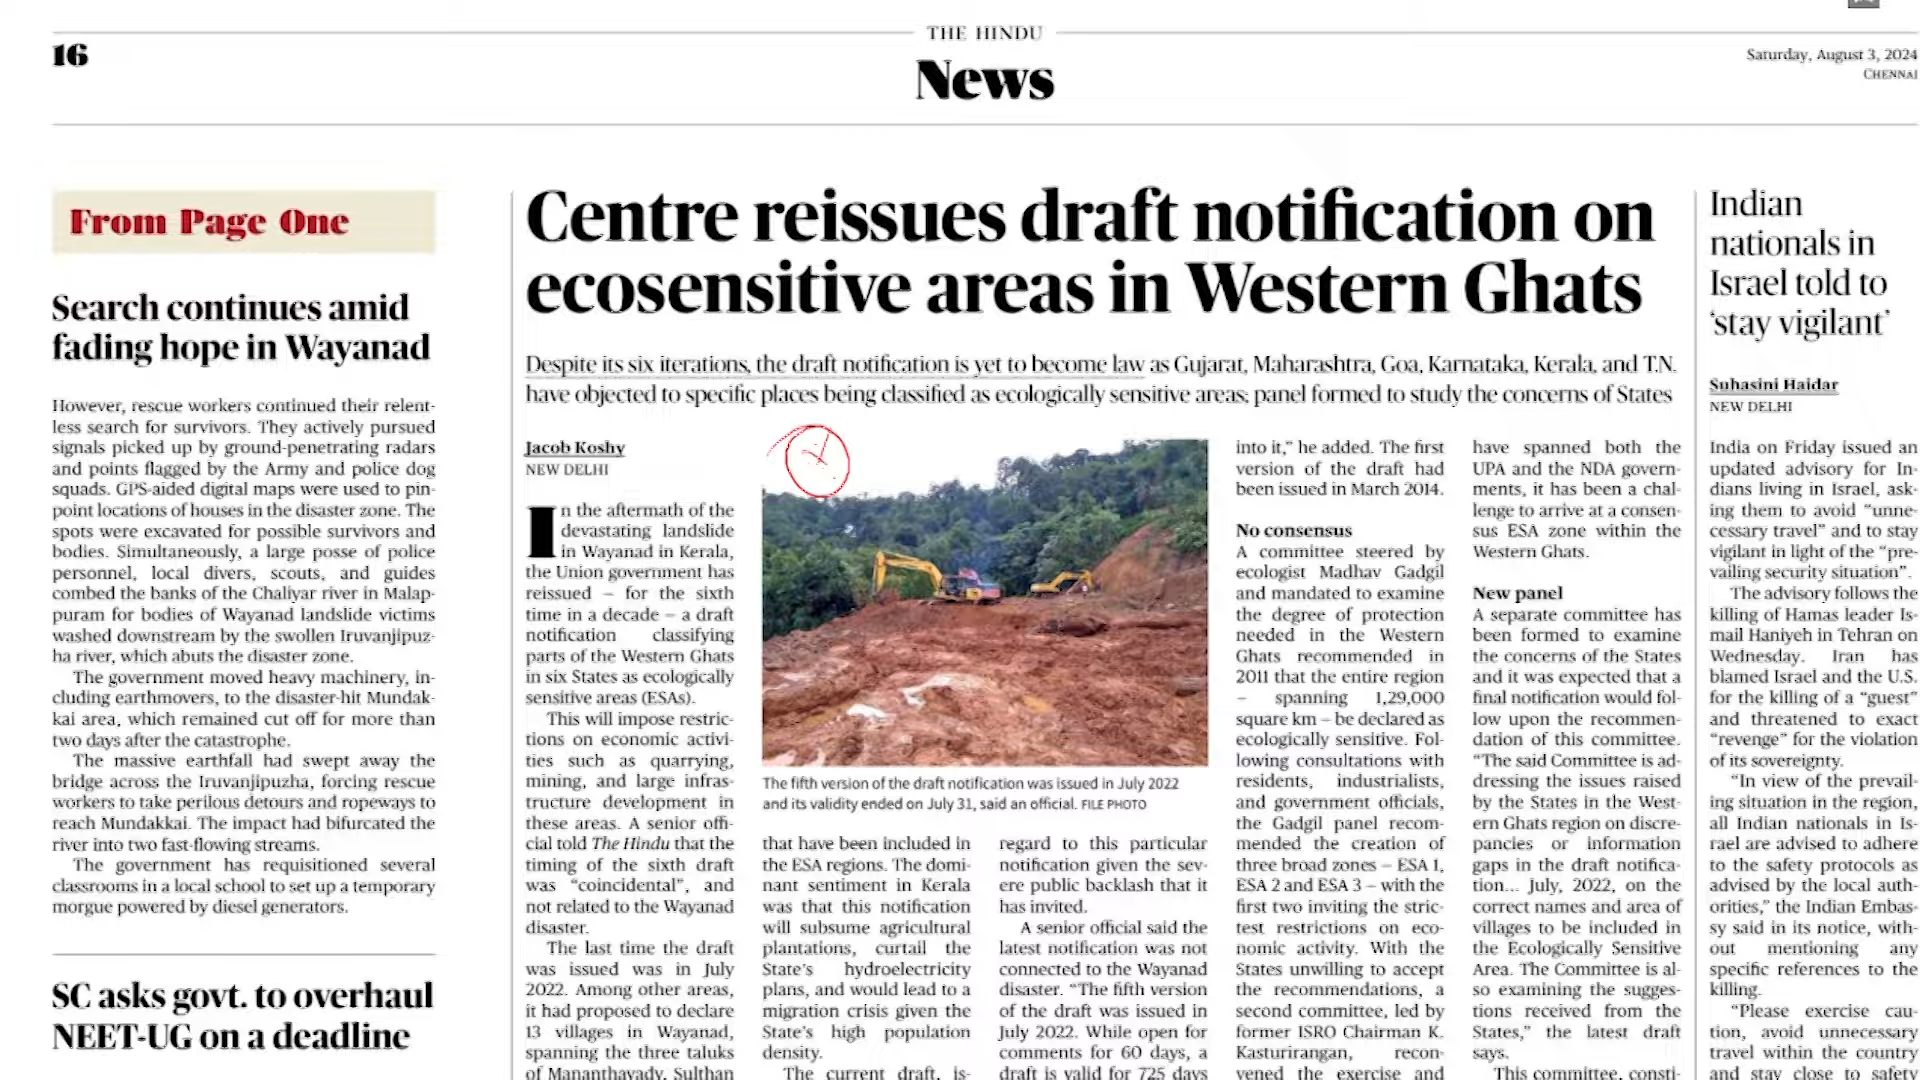 THE HINDU
16
News
Saturday, August 3, 2024
CHENNAI
From Page One
Search continues amid
fading hope in Wayanad
However, rescue workers continued their relent-
less search for survivors. They actively pursued
signals picked up by ground-penetrating radars
and points flagged by the Army and police dog
squads. GPS-aided digital maps were used to pin-
point locations of houses in the disaster zone. The
spots were excavated for possible survivors and
bodies. Simultaneously, a large posse of police
personnel, local divers, scouts, and guides
combed the banks of the Chaliyar river in Malap-
puram for bodies of Wayanad landslide victims
washed downstream by the swollen Iruvanjipuz-
ha river, which abuts the disaster zone.
The government moved heavy machinery, in-
cluding earthmovers, to the disaster-hit Mundak-
kai area, which remained cut off for more than
two days after the catastrophe.
The massive earthfall had swept away the
bridge across the Iruvanjipuzha, forcing rescue
workers to take perilous detours and ropeways to
reach Mundakkai. The impact had bifurcated the
river into two fast-flowing streams.
The government has requisitioned several
classrooms in a local school to set up a temporary
morgue powered by diesel generators.
SC asks govt. to overhaul
NEET-UG on a deadline
Centre reissues draft notification on
ecosensitive areas in Western Ghats
Despite its six iterations, the draft notification is yet to become law as Gujarat, Maharashtra, Goa, Karnataka, Kerala, and T.N.
have objected to specific places being classified as ecologically sensitive areas; panel formed to study the concerns of States
Jacob Koshy
NEW DELHI
In the aftermath of the
devastating landslide
in Wayanad in Kerala,
the Union government has
reissued – for the sixth
time in a decade – a draft
notification classifying
parts of the Western Ghats
in six States as ecologically
sensitive areas (ESAs).
This will impose restric-
tions on economic activi-
ties such as quarrying,
mining, and large infras-
tructure development in
these areas. A senior offi-
cial told The Hindu that the
timing of the sixth draft
was “coincidental”, and
not related to the Wayanad
disaster.
The last time the draft
was issued was in July
2022. Among other areas,
it had proposed to declare
13 villages in Wayanad,
spanning the three taluks
of Mananthavady, Sulthan
The fifth version of the draft notification was issued in July 2022
and its validity ended on July 31, said an official. FILE PHOTO
that have been included in
the ESA regions. The domi-
nant sentiment in Kerala
was that this notification
will subsume agricultural
plantations, curtail the
State’s hydroelectricity
plans, and would lead to a
migration crisis given the
State’s high population
density.
The current draft, is-
regard to this particular
notification given the sev-
ere public backlash that it
has invited.
A senior official said the
latest notification was not
connected to the Wayanad
disaster. “The fifth version
of the draft was issued in
July 2022. While open for
comments for 60 days, a
draft is valid for 725 days
into it,” he added. The first
version of the draft had
been issued in March 2014.
No consensus
A committee steered by
ecologist Madhav Gadgil
and mandated to examine
the degree of protection
needed in the Western
Ghats recommended in
2011 that the entire region
– spanning 1,29,000
square km – be declared as
ecologically sensitive. Fol-
lowing consultations with
residents, industrialists,
and government officials,
the Gadgil panel recom-
mended the creation of
three broad zones – ESA 1,
ESA 2 and ESA 3 – with the
first two inviting the stric-
test restrictions on eco-
nomic activity. With the
States unwilling to accept
the recommendations, a
second committee, led by
former ISRO Chairman K.
Kasturirangan, recon-
vened the exercise and
have spanned both the
UPA and the NDA govern-
ments, it has been a chal-
lenge to arrive at a consen-
sus ESA zone within the
Western Ghats.
New panel
A separate committee has
been formed to examine
the concerns of the States
and it was expected that a
final notification would fol-
low upon the recommen-
dation of this committee.
“The said Committee is ad-
dressing the issues raised
by the States in the West-
ern Ghats region on discre-
pancies or information
gaps in the draft notifica-
tion... July, 2022, on the
correct names and area of
villages to be included in
the Ecologically Sensitive
Area. The Committee is al-
so examining the sugges-
tions received from the
States,” the latest draft
says.
This committee, consti-
Indian
nationals in
Israel told to
‘stay vigilant’
Suhasini Haidar
NEW DELHI
India on Friday issued an
updated advisory for In-
dians living in Israel, ask-
ing them to avoid “unne-
cessary travel” and to stay
vigilant in light of the “pre-
vailing security situation”.
The advisory follows the
killing of Hamas leader Is-
mail Haniyeh in Tehran on
Wednesday. Iran has
blamed Israel and the U.S.
for the killing of a “guest”
and threatened to exact
“revenge” for the violation
of its sovereignty.
“In view of the prevail-
ing situation in the region,
all Indian nationals in Is-
rael are advised to adhere
to the safety protocols as
advised by the local auth-
orities,” the Indian Embas-
sy said in its notice, with-
out mentioning any
specific references to the
killing.
“Please exercise cau-
tion, avoid unnecessary
travel within the country
and stay close to safety